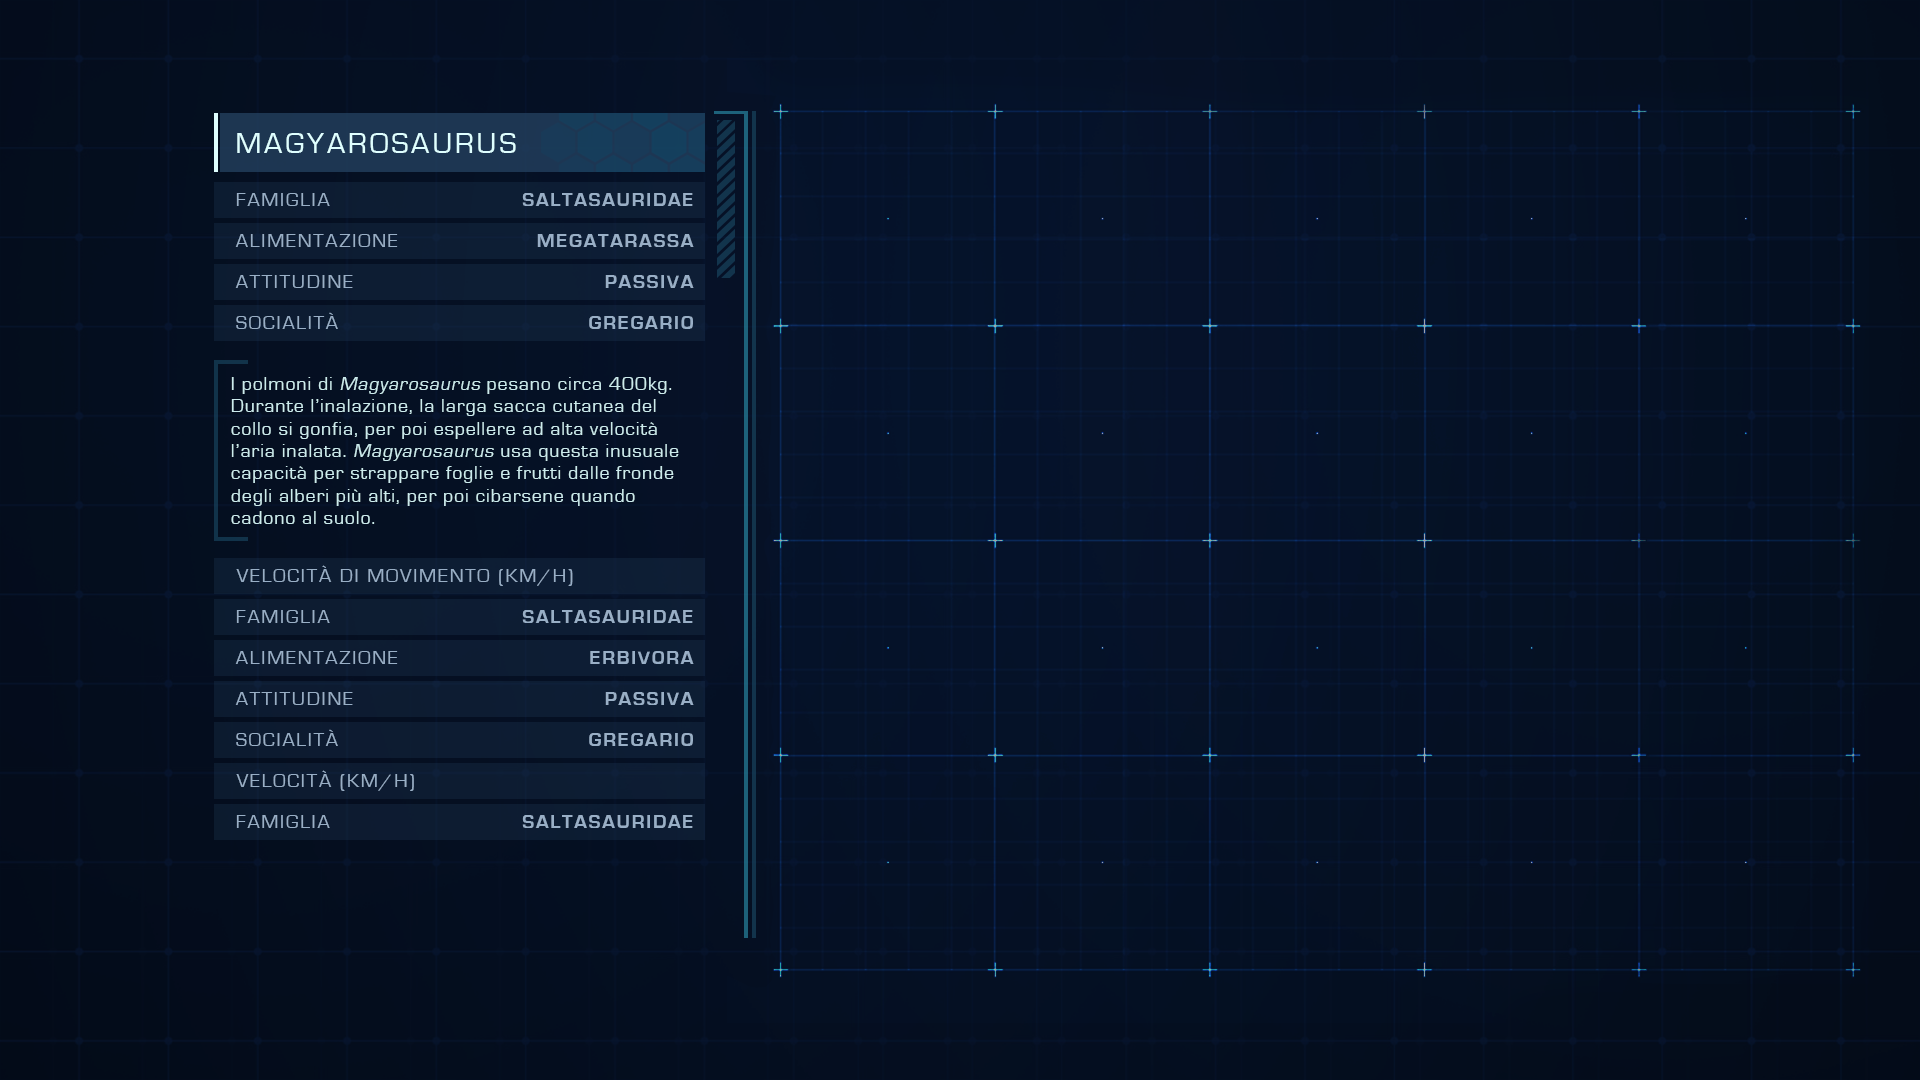 MAGYAROSAURUS
FAMIGLIA SALTASAURIDAE
ALIMENTAZIONE MEGATARASSA
ATTITUDINE PASSIVA
SOCIALITÀ GREGARIO
I polmoni di Magyarosaurus pesano circa 400kg.
Durante l'inalazione, la larga sacca cutanea del
collo si gonfia, per poi espellere ad alta velocità
l'aria inalata. Magyarosaurus usa questa inusuale
capacità per strappare foglie e frutti dalle fronde
degli alberi più alti, per poi cibarsene quando
cadono al suolo.
VELOCITÀ DI MOVIMENTO (KM/H)
FAMIGLIA SALTASAURIDAE
ALIMENTAZIONE ERBIVORA
ATTITUDINE PASSIVA
SOCIALITÀ GREGARIO
VELOCITÀ (KM/H)
FAMIGLIA SALTASAURIDAE